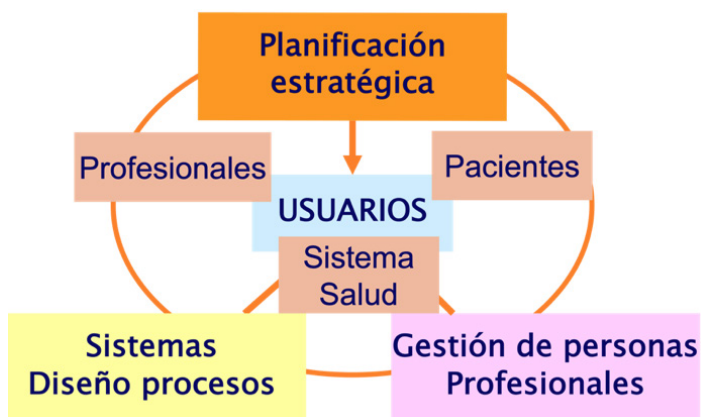 Planificación
estratégica
Profesionales
Pacientes
USUARIOS
Sistema
Salud
Sistemas
Diseño procesos
Gestión de personas
Profesionales